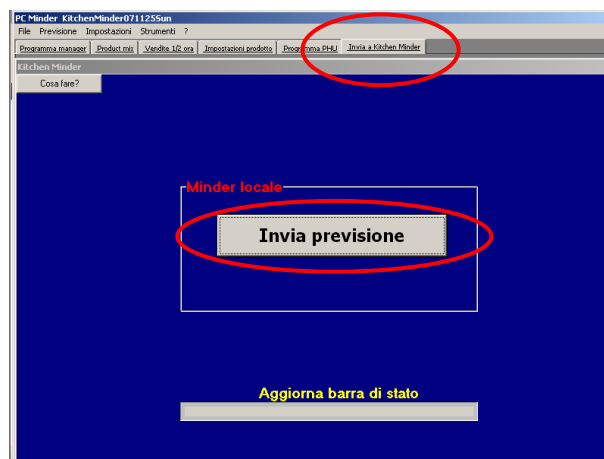 PC Minder KitchenMinder071125Sun
File Previsione Impostazioni Strumenti ?
Programma manager Product mix Vendite 1/2 ora Impostazioni prodotto Programma PHU Invia a Kitchen Minder
Kitchen Minder
Cosa fare?
Minder locale
Invia previsione
Aggiorna barra di stato